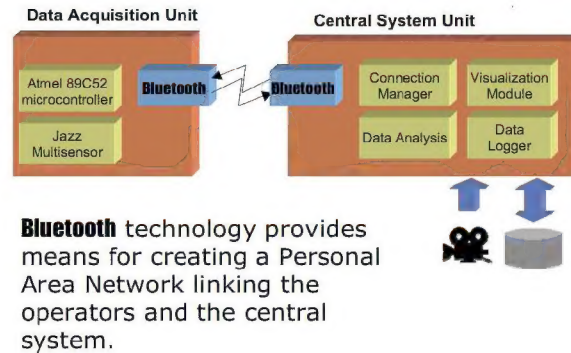 Data Acquisition Unit
Central System Unit
Atmel 89C52
microcontroller
Jazz
Multisensor
Bluetooth
Bluetooth
Connection
Manager
Visualization
Module
Data Analysis
Data
Logger
Bluetooth technology provides
means for creating a Personal
Area Network linking the
operators and the central
system.